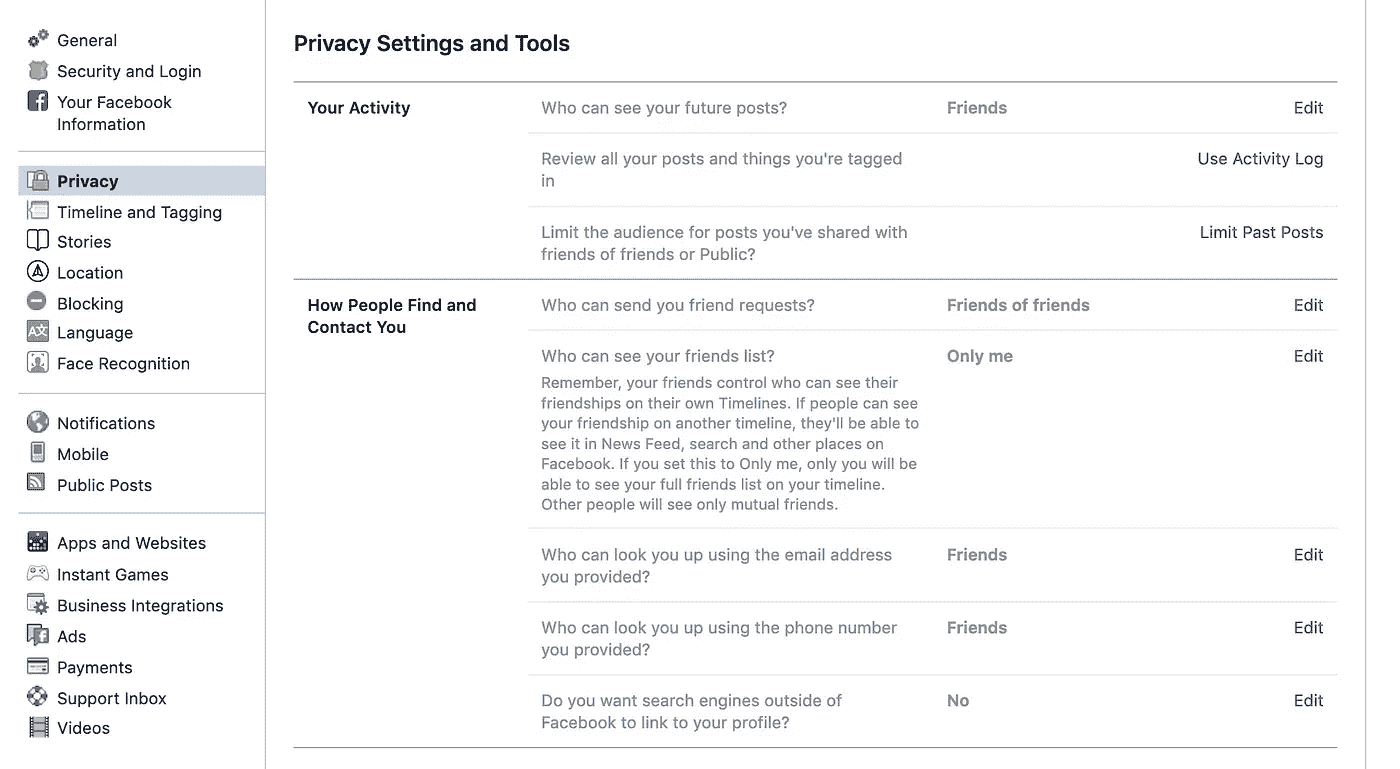 General
Security and Login
Your Facebook
Information
Privacy
Timeline and Tagging
Stories
Location
Blocking
Language
Face Recognition
Notifications
Mobile
Public Posts
Apps and Websites
Instant Games
Business Integrations
Ads
Payments
Support Inbox
Videos
Privacy Settings and Tools
Your Activity
Who can see your future posts? Friends Edit
Review all your posts and things you're tagged Use Activity Log
in
Limit the audience for posts you've shared with Limit Past Posts
friends of friends or Public?
How People Find and
Contact You
Who can send you friend requests? Friends of friends Edit
Who can see your friends list? Only me Edit
Remember, your friends control who can see their
friendships on their own Timelines. If people can see
your friendship on another timeline, they'll be able to
see it in News Feed, search and other places on
Facebook. If you set this to Only me, only you will be
able to see your full friends list on your timeline.
Other people will see only mutual friends.
Who can look you up using the email address Friends Edit
you provided?
Who can look you up using the phone number Friends Edit
you provided?
Do you want search engines outside of No Edit
Facebook to link to your profile?